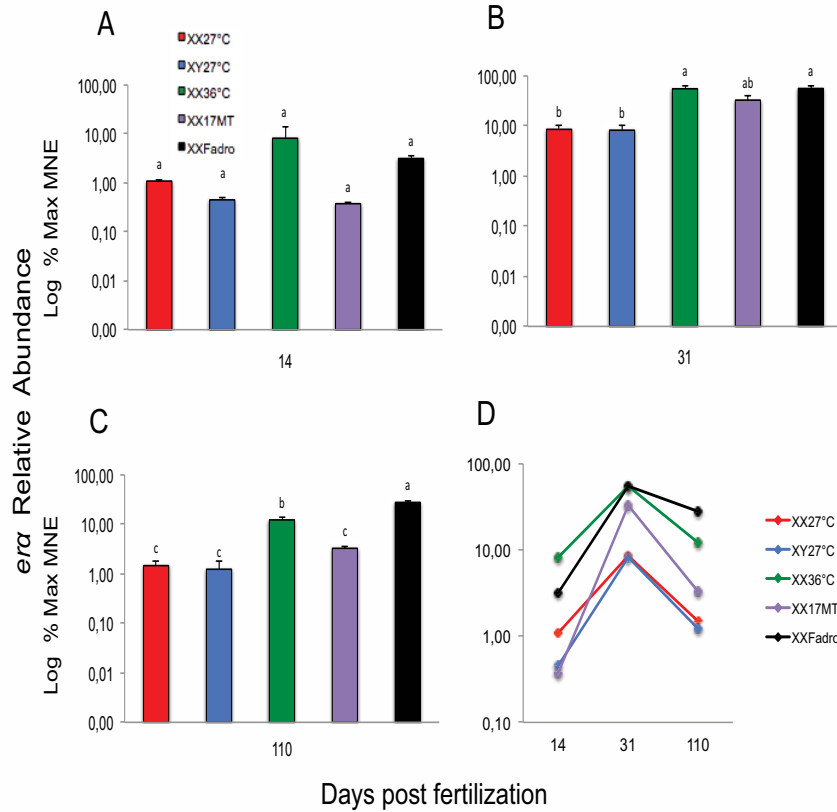 A
XX27°C
XY27°C
XX36°C
XX17MT
XXFadro
100,00
10,00
1,00
0,10
0,01
0,00
a
a
a
a
a
14
Log % Max MNE
B
100,00
10,00
1,00
0,10
0,01
0,00
b
b
a
ab
a
31
erα Relative Abundance
C
100,00
10,00
1,00
0,10
0,01
0,00
c
c
b
c
a
110
Log % Max MNE
D
100,00
10,00
1,00
0,10
14 31 110
XX27°C
XY27°C
XX36°C
XX17MT
XXFadro
Days post fertilization